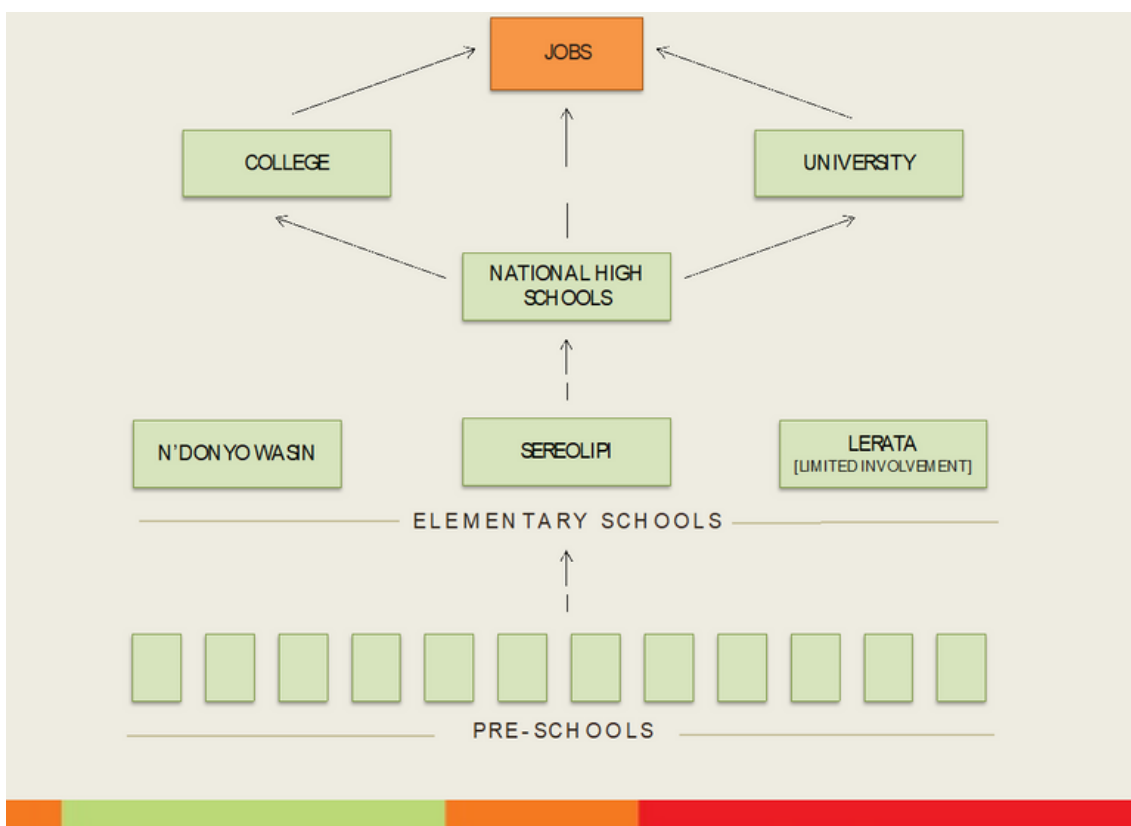 JOBS
COLLEGE
UNIVERSITY
NATIONAL HIGH
SCHOOLS
N'DONYO WASIN
SEREOLIPI
LERATA
[LIMITED INVOLVEMENT]
ELEMENTARY SCHOOLS
PRE-SCHOOLS